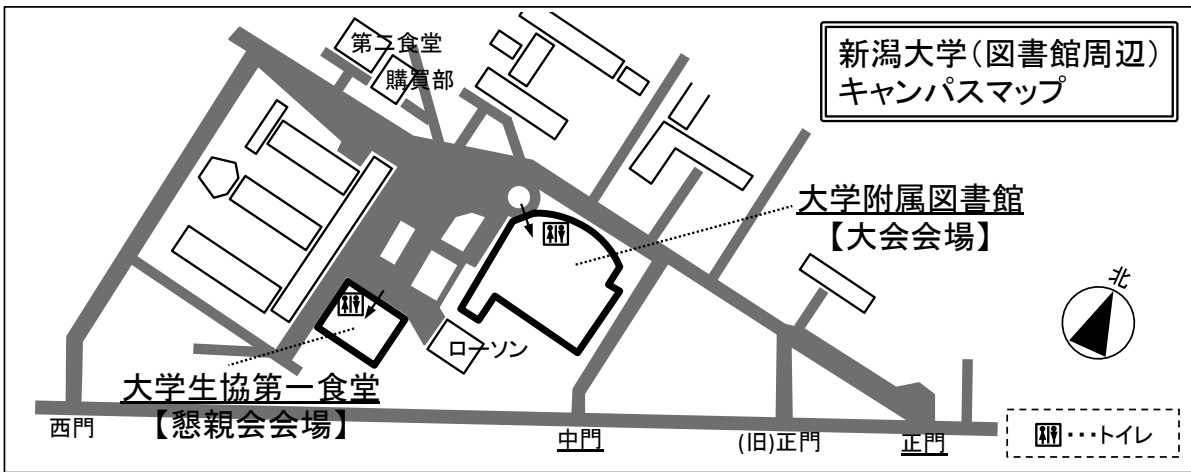 新潟大学(図書館周辺)
キャンパスマップ
第二食堂
購買部
大学附属図書館
【大会会場】
北
ローソン
大学生協第一食堂
【懇親会会場】
西門
中門
(旧)正門
正門
・・・トイレ